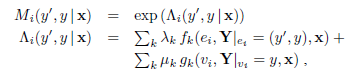 M_i(y', y | x) = exp (Λ_i(y', y | x))
Λ_i(y', y | x) = ∑_k λ_k f_k(e_i, Y|_{e_i} = (y', y), x) +
∑_k μ_k g_k(v_i, Y|_{v_i} = y, x) ,